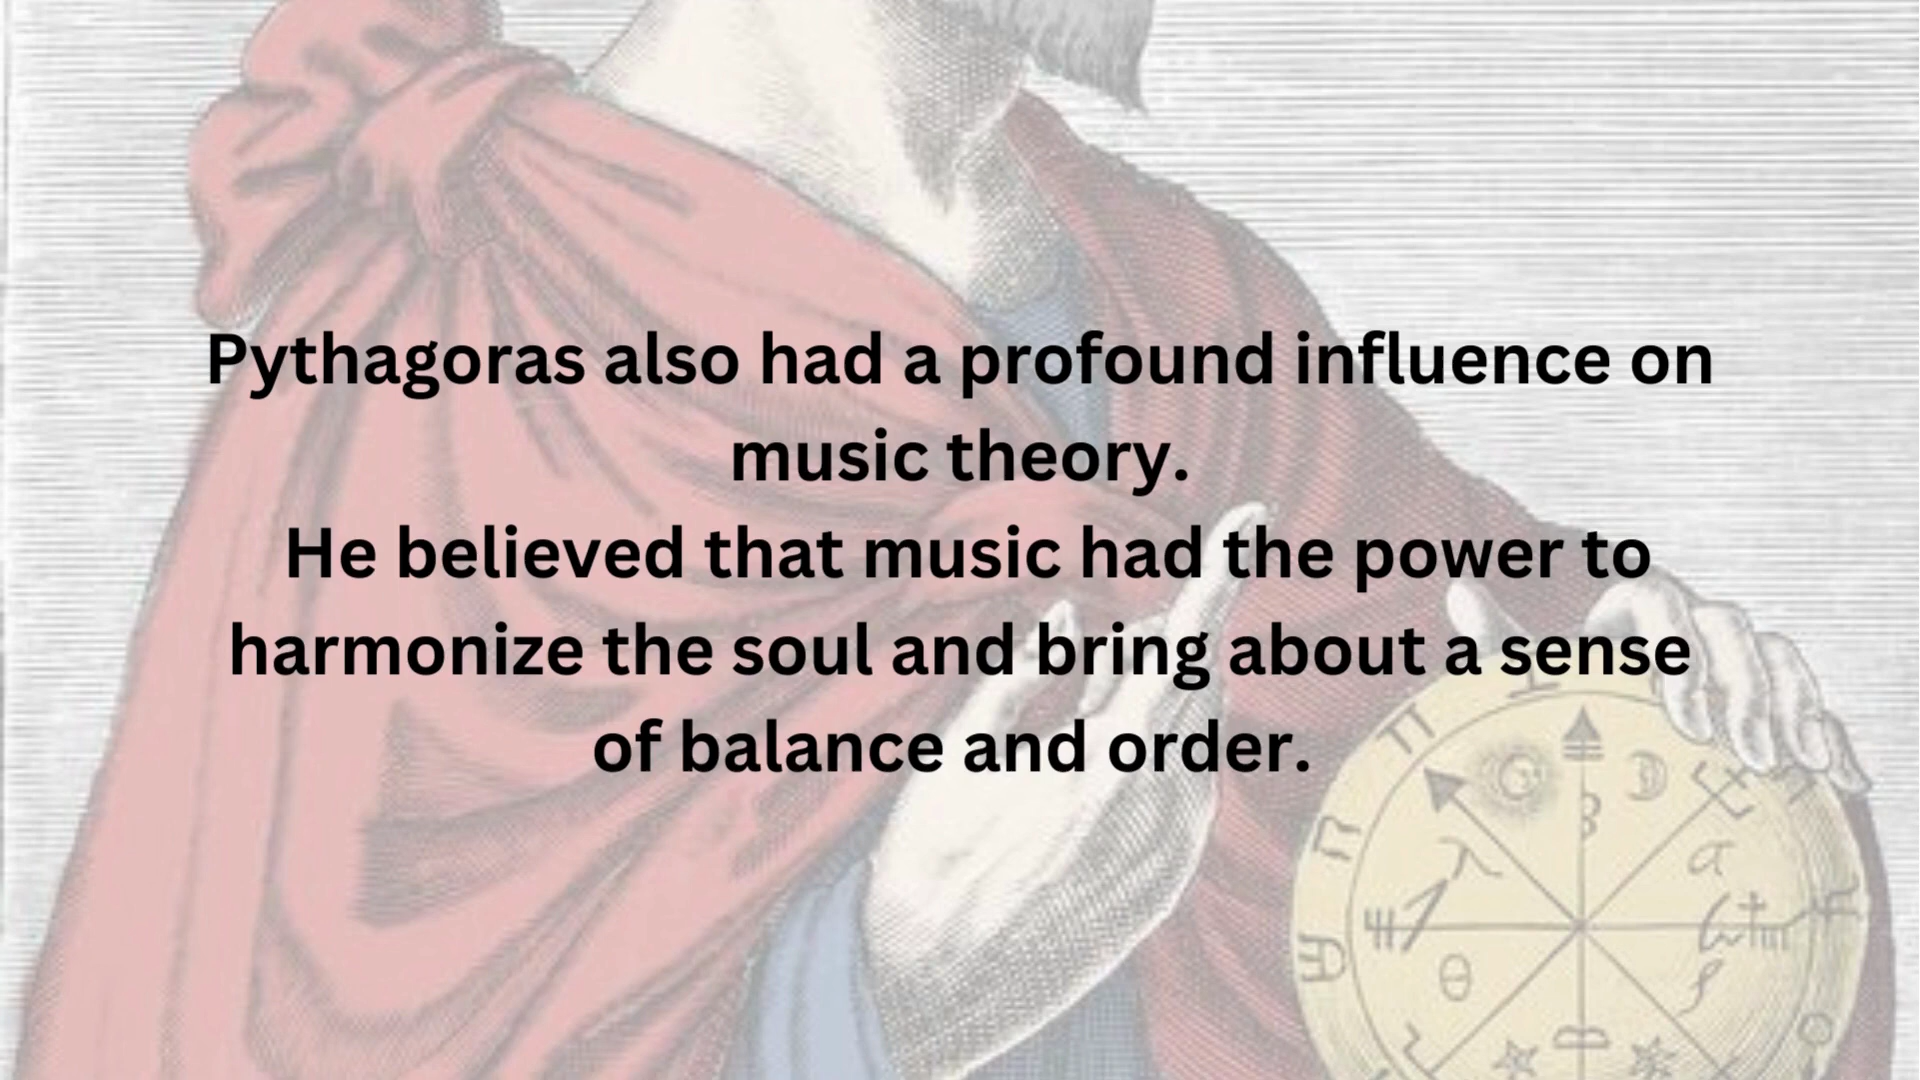 Pythagoras also had a profound influence on
music theory.
He believed that music had the power to
harmonize the soul and bring about a sense
of balance and order.